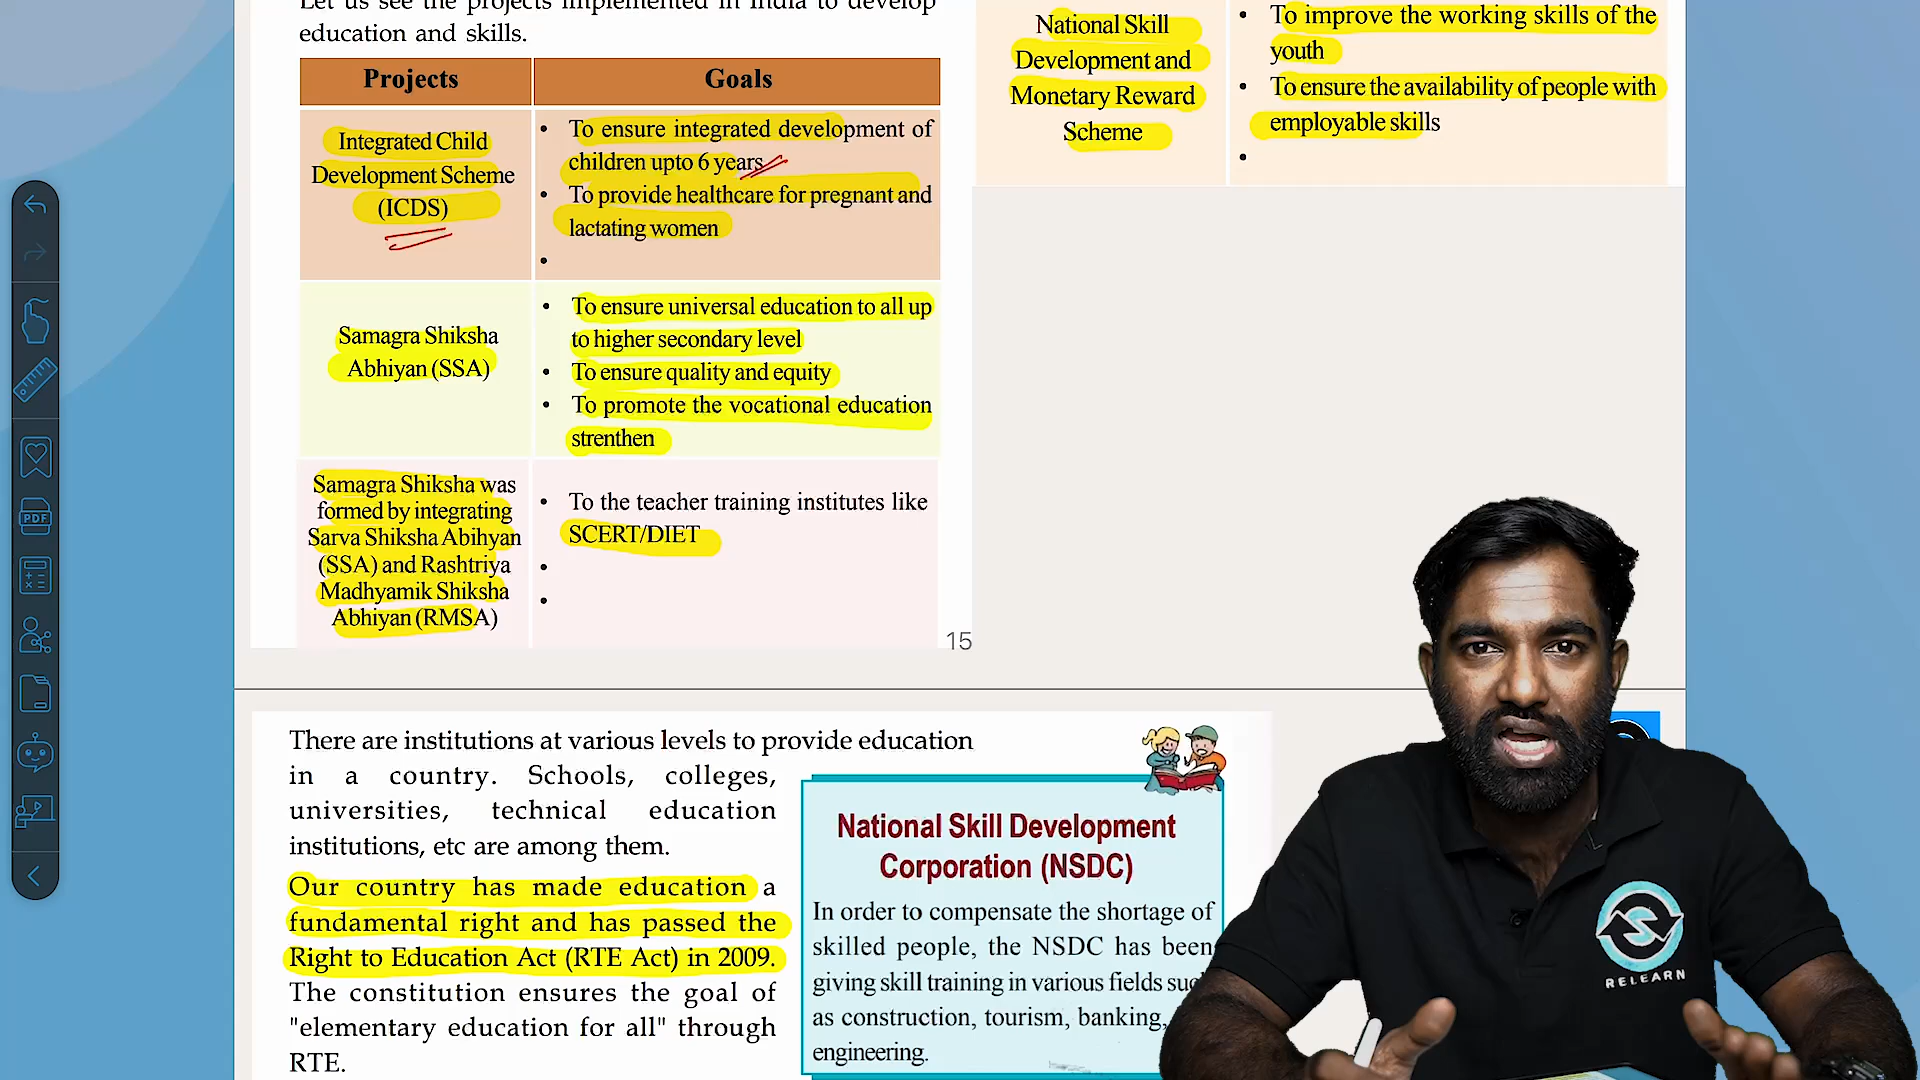 Let us see the projects implemented in India to develop
education and skills.
Projects
Goals
Integrated Child
Development Scheme
(ICDS)
• To ensure integrated development of
children upto 6 years
• To provide healthcare for pregnant and
lactating women
•
Samagra Shiksha
Abhiyan (SSA)
• To ensure universal education to all up
to higher secondary level
• To ensure quality and equity
• To promote the vocational education
strenthen
Samagra Shiksha was
formed by integrating
Sarva Shiksha Abihyan
(SSA) and Rashtriya
Madhyamik Shiksha
Abhiyan (RMSA)
• To the teacher training institutes like
SCERT/DIET
•
•
15
National Skill
Development and
Monetary Reward
Scheme
• To improve the working skills of the
youth
• To ensure the availability of people with
employable skills
•
There are institutions at various levels to provide education
in a country. Schools, colleges,
universities, technical education
institutions, etc are among them.
Our country has made education a
fundamental right and has passed the
Right to Education Act (RTE Act) in 2009.
The constitution ensures the goal of
"elementary education for all" through
RTE.
National Skill Development
Corporation (NSDC)
In order to compensate the shortage of
skilled people, the NSDC has been
giving skill training in various fields
as construction, tourism, banking,
engineering.
PDF
RELEARN